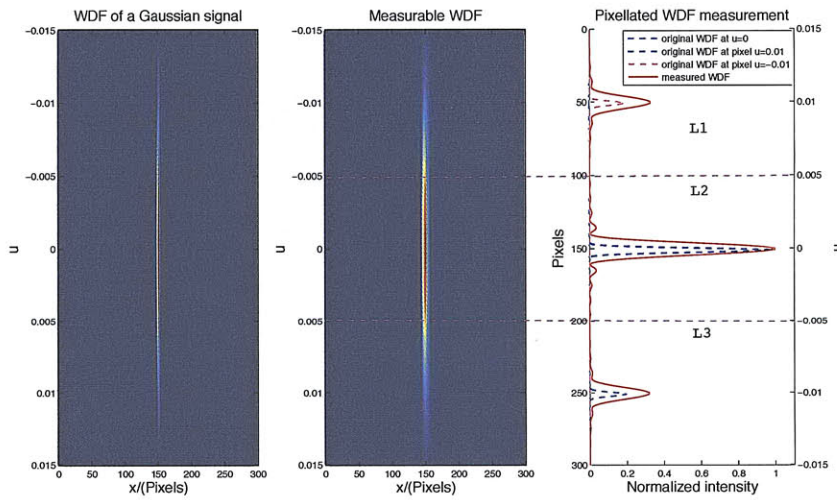 WDF of a Gaussian signal
-0.015
-0.01
-0.005
0
0.005
0.01
0.015
u
0 50 100 150 200 250 300
x/(Pixels)
Measurable WDF
-0.015
-0.01
-0.005
0
0.005
0.01
0.015
u
0 50 100 150 200 250 300
x/(Pixels)
Pixellated WDF measurement
original WDF at u=0
original WDF at pixel u=0.01
original WDF at pixel u=-0.01
measured WDF
0
50
100
150
200
250
300
Pixels
L1
L2
L3
0.015
0.01
0.005
0
-0.005
-0.01
-0.015
u
0 0.2 0.4 0.6 0.8 1
Normalized intensity